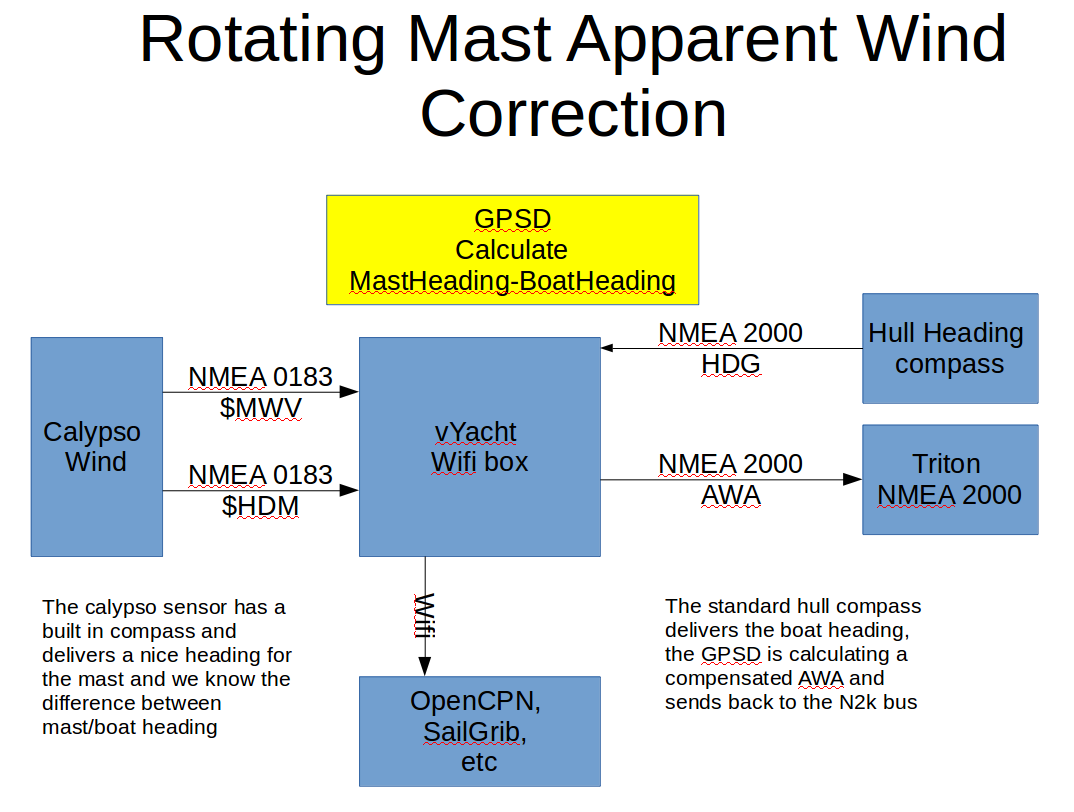 Rotating Mast Apparent Wind
Correction
GPSD
Calculate
MastHeading-BoatHeading
NMEA 2000
HDG
Hull Heading
compass
NMEA 0183
$MWV
Calypso
Wind
NMEA 0183
$HDM
vYacht
Wifi box
NMEA 2000
AWA
Triton
NMEA 2000
Wifi
The calypso sensor has a
built in compass and
delivers a nice heading for
the mast and we know the
difference between
mast/boat heading
The standard hull compass
delivers the boat heading,
the GPSD is calculating a
compensated AWA and
sends back to the N2k bus
OpenCPN,
SailGrib,
etc